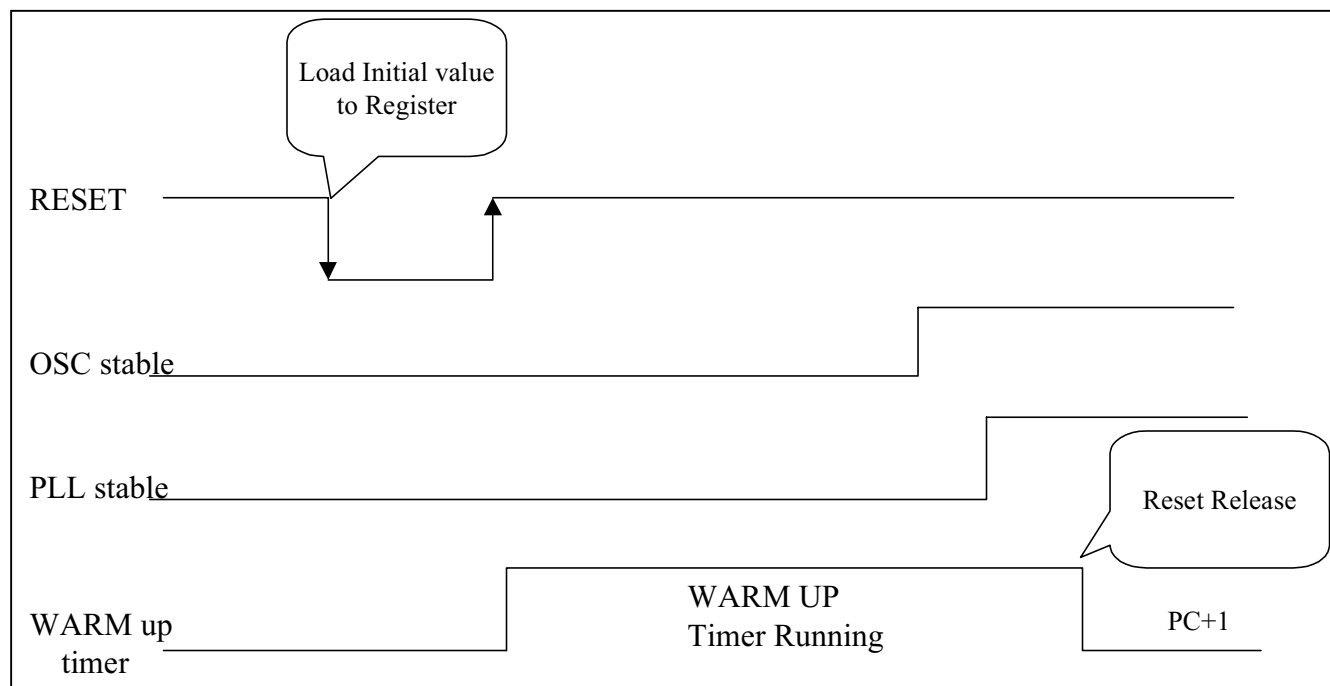 Load Initial value
to Register
RESET
OSC stable
PLL stable
Reset Release
WARM UP
Timer Running
PC+1
WARM up
timer